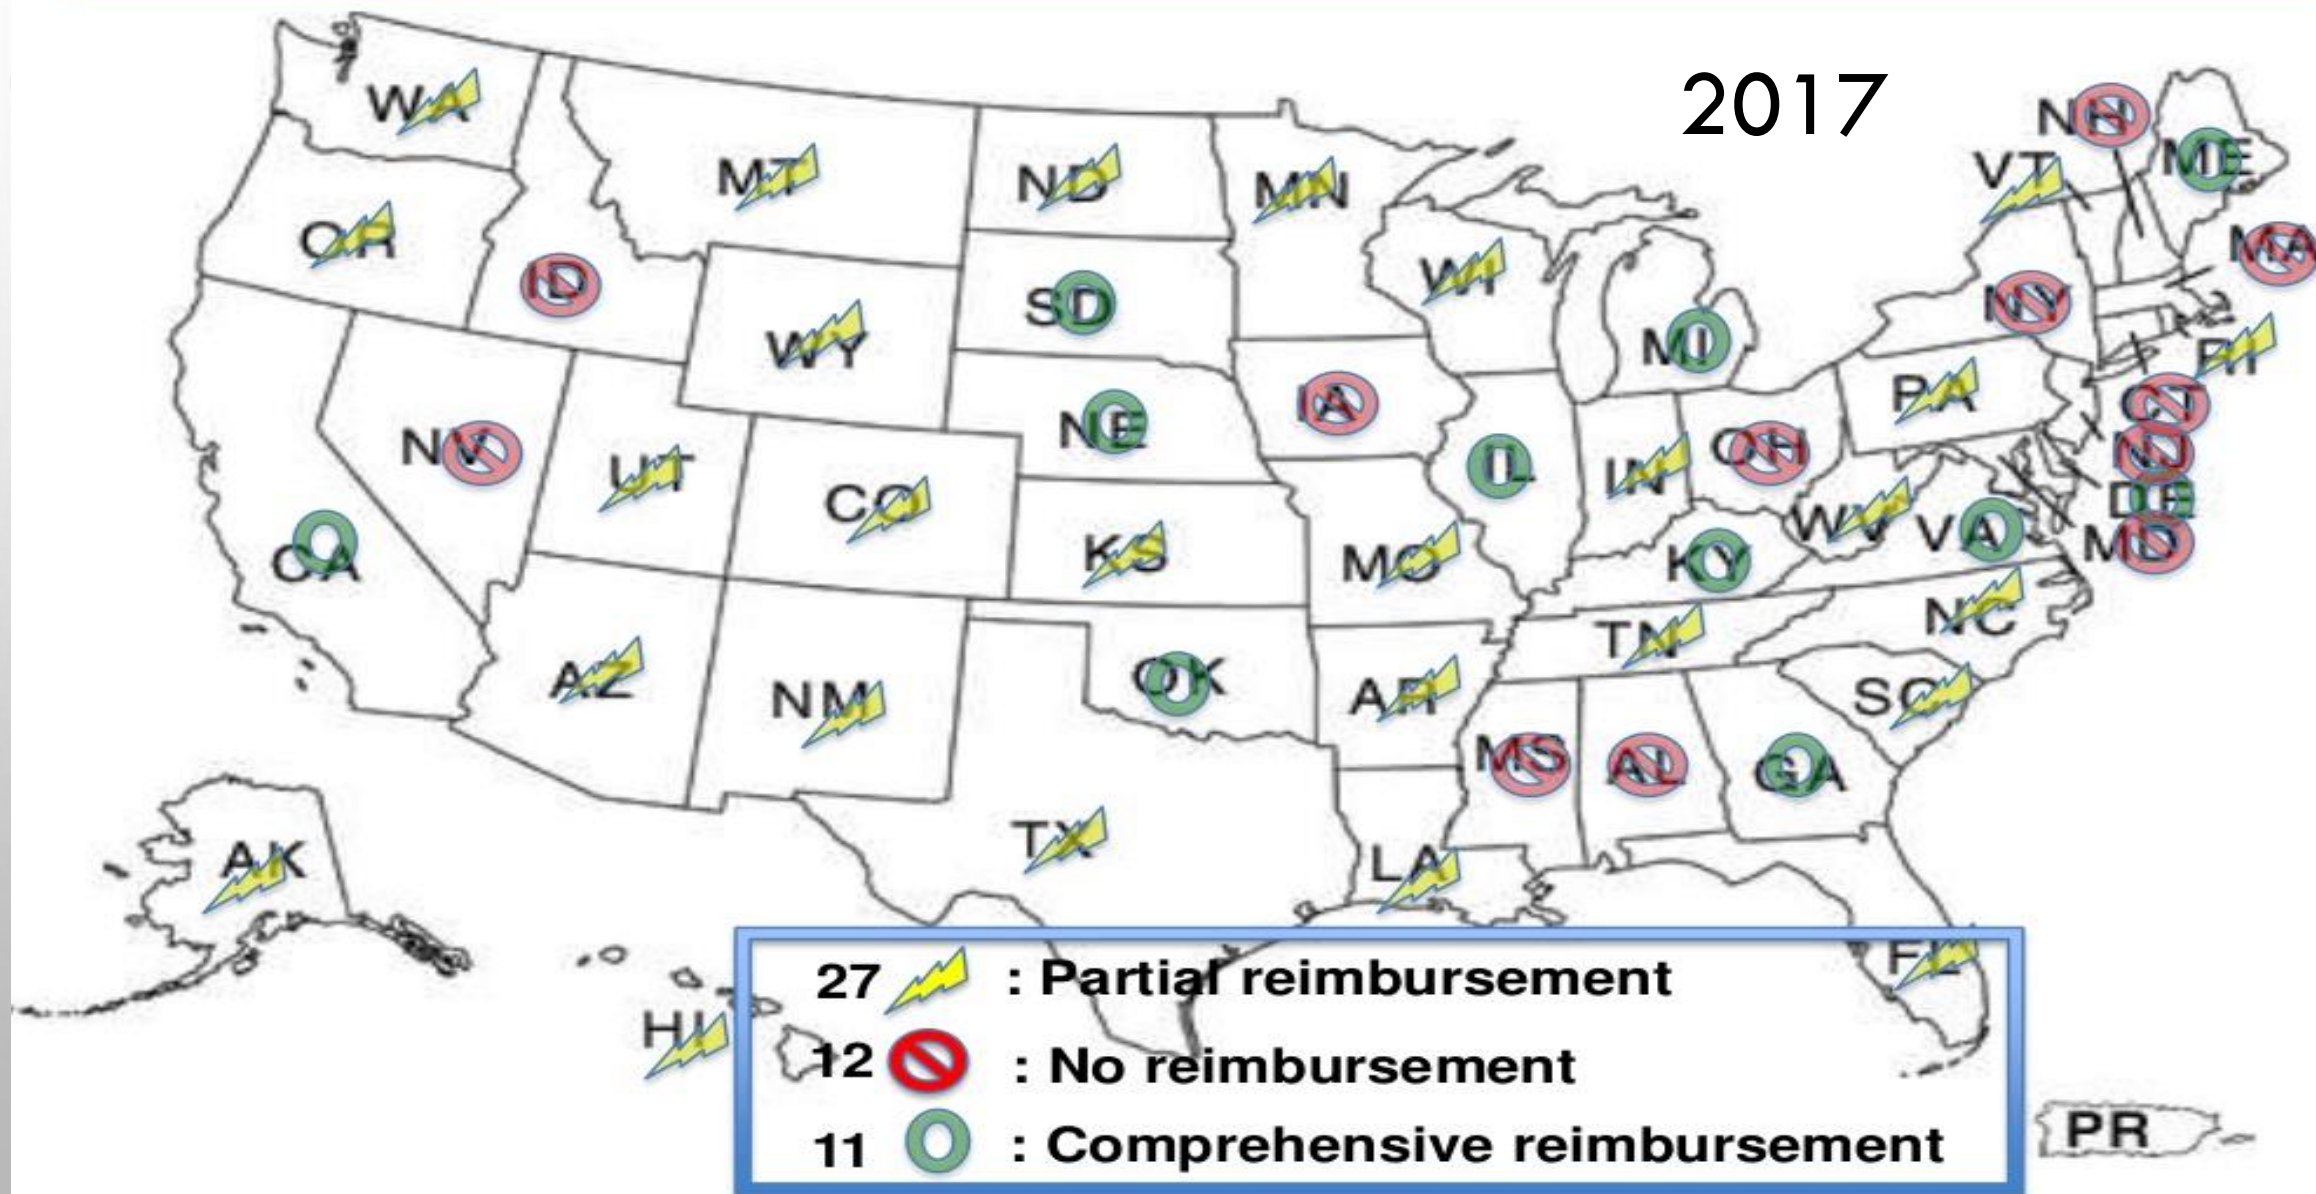 2017
WA
MT
ND
MN
NH
VT
ME
OR
ID
SD
WI
MA
NY
WY
MI
RI
NV
UT
NE
IA
PA
CT
CO
IL
IN
OH
NJ
CA
KS
MO
KY
WV
VA
DE
MD
AZ
NM
OK
AR
TN
NC
SC
MS
AL
GA
AK
TX
LA
FL
HI
27 : Partial reimbursement
12 : No reimbursement
11 : Comprehensive reimbursement
PR